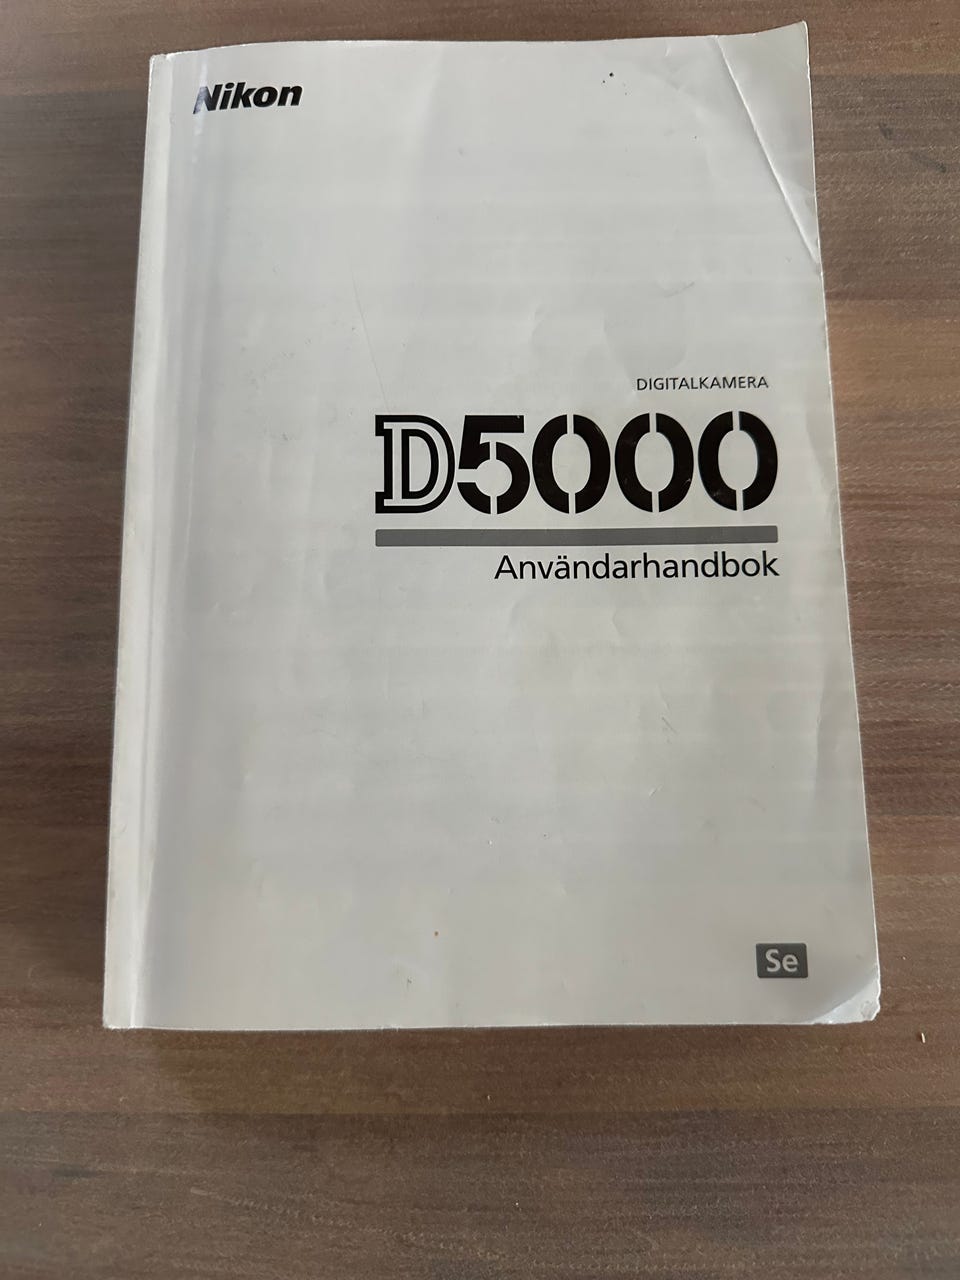 Nikon
DIGITALKAMERA
D5000
Användarhandbok
Se